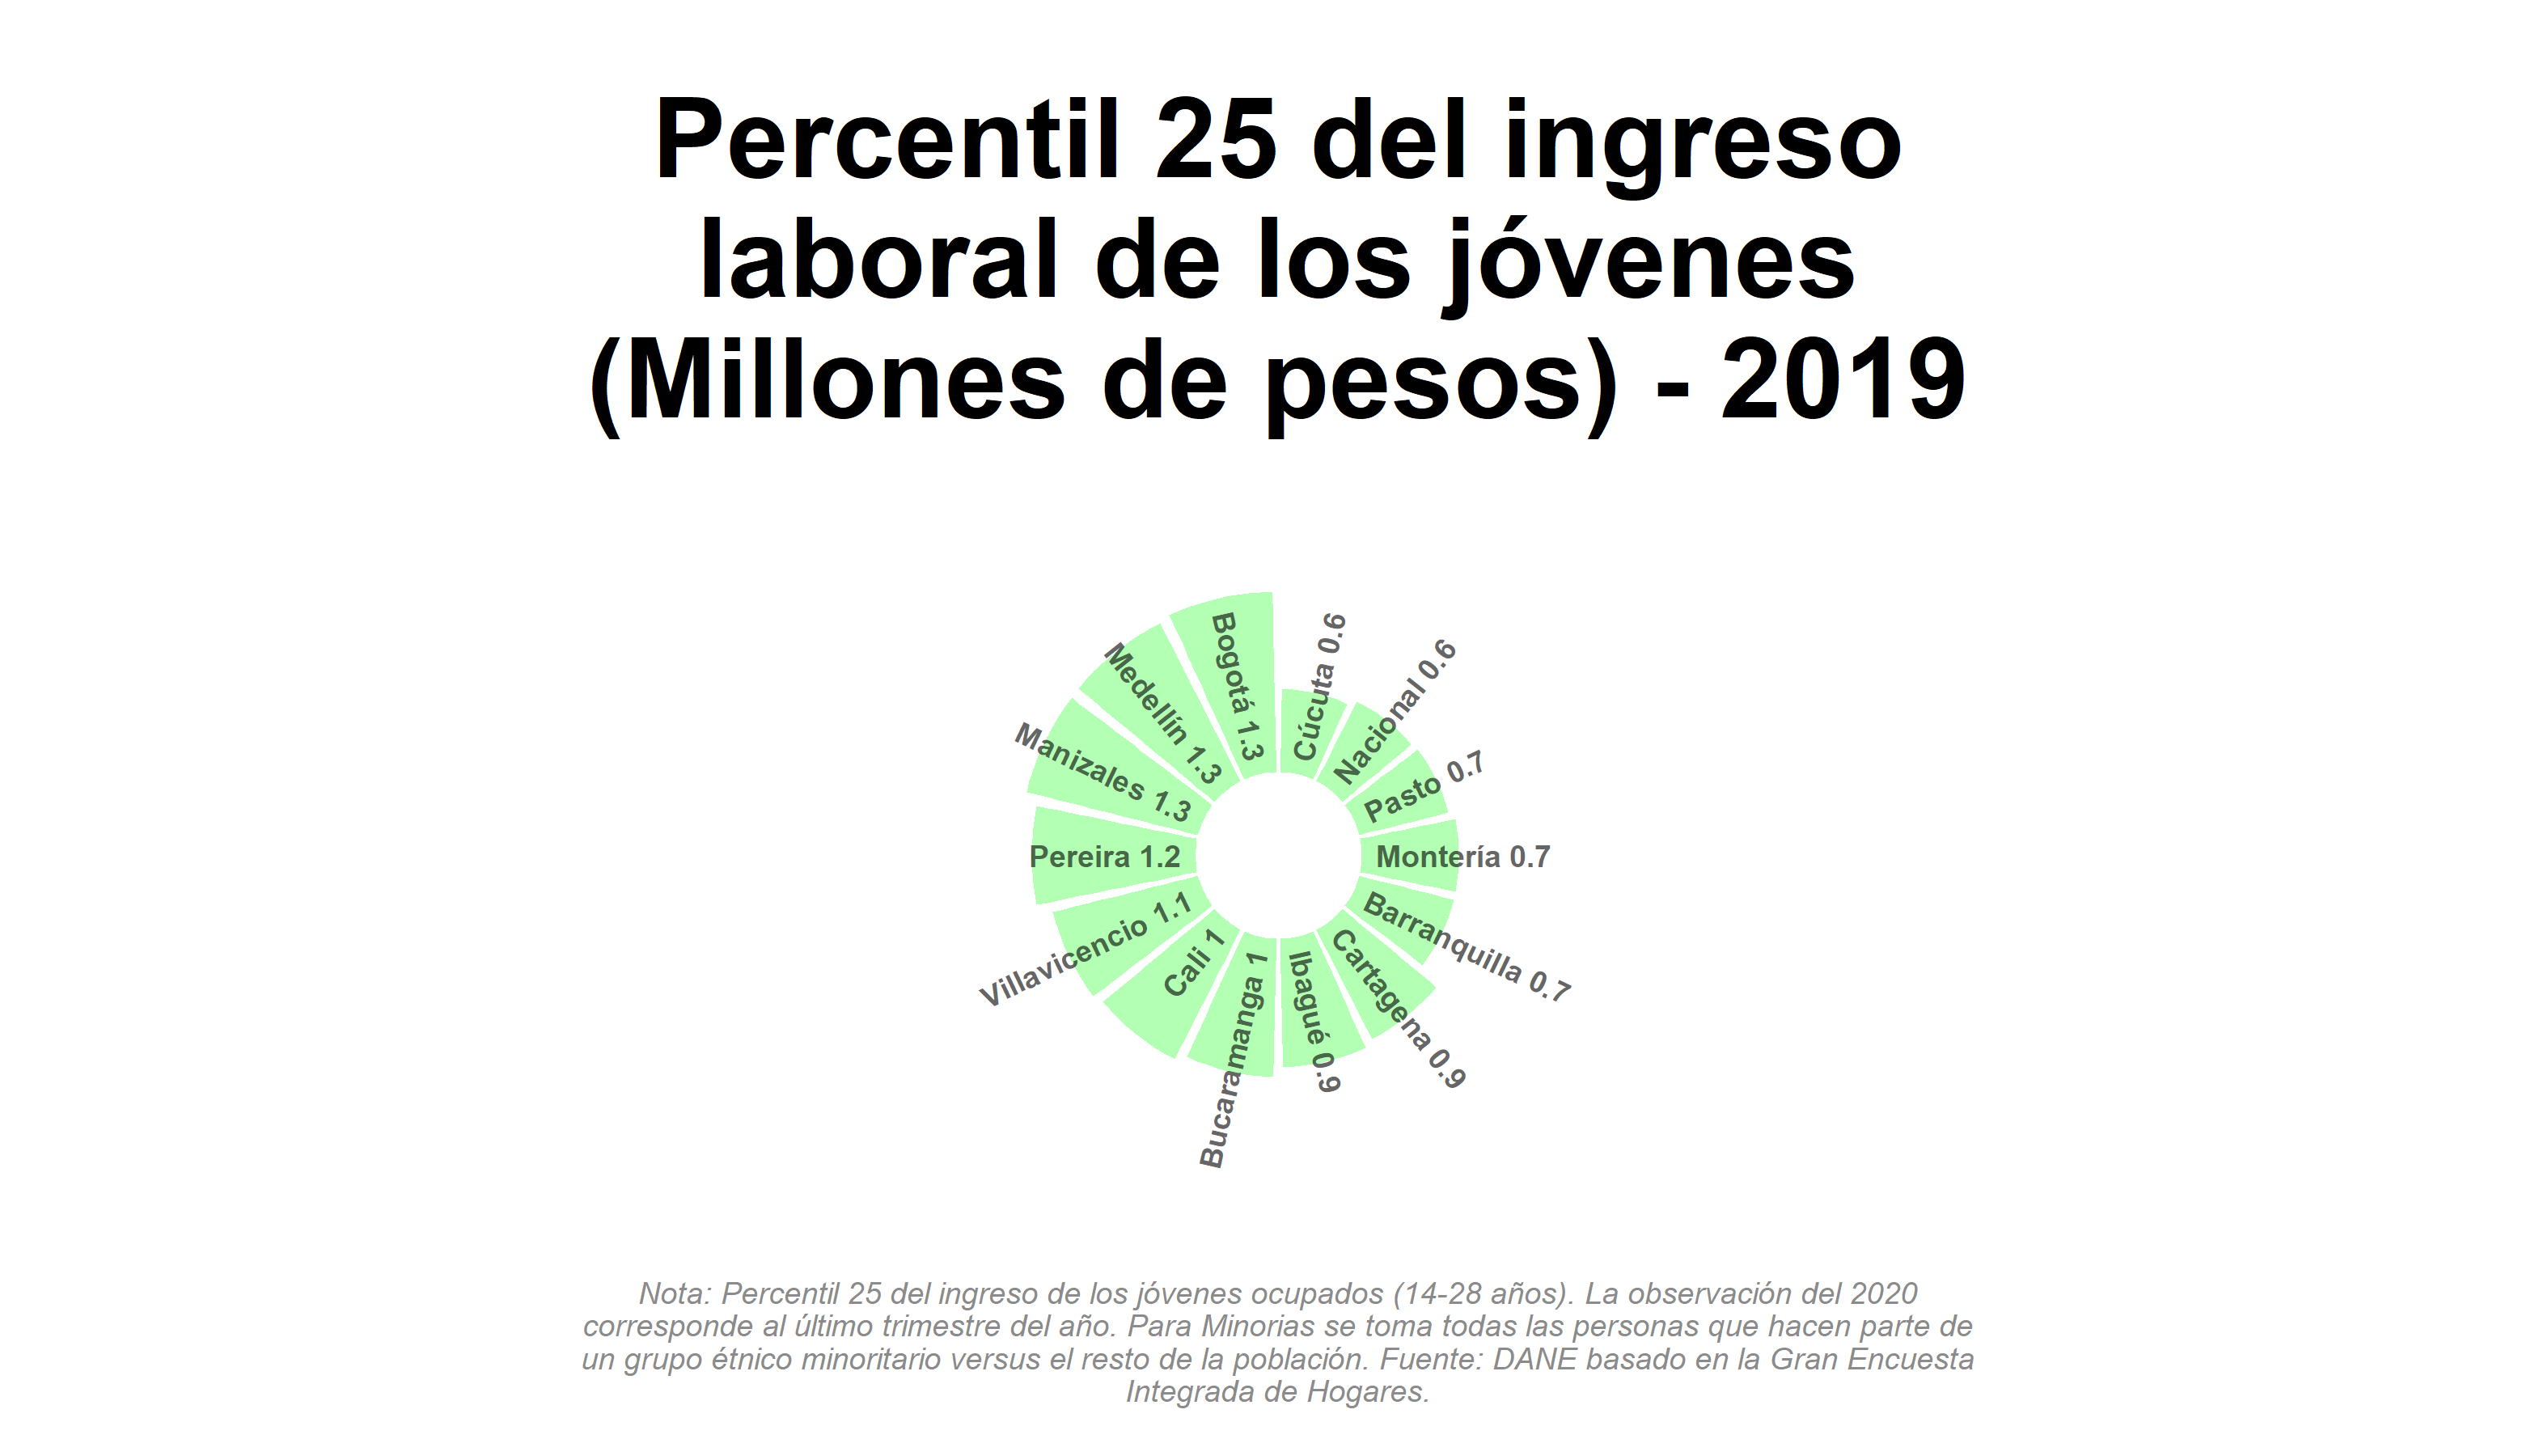 Percentil 25 del ingreso
laboral de los jóvenes
(Millones de pesos) - 2019
Cúcuta 0.6
Nacional 0.6
Pasto 0.7
Montería 0.7
Barranquilla 0.7
Cartagena 0.9
Ibagué 0.9
Bucaramanga 1
Cali 1
Villavicencio 1.1
Pereira 1.2
Manizales 1.3
Medellín 1.3
Bogotá 1.3
Nota: Percentil 25 del ingreso de los jóvenes ocupados (14-28 años). La observación del 2020
corresponde al último trimestre del año. Para Minorias se toma todas las personas que hacen parte de
un grupo étnico minoritario versus el resto de la población. Fuente: DANE basado en la Gran Encuesta
Integrada de Hogares.